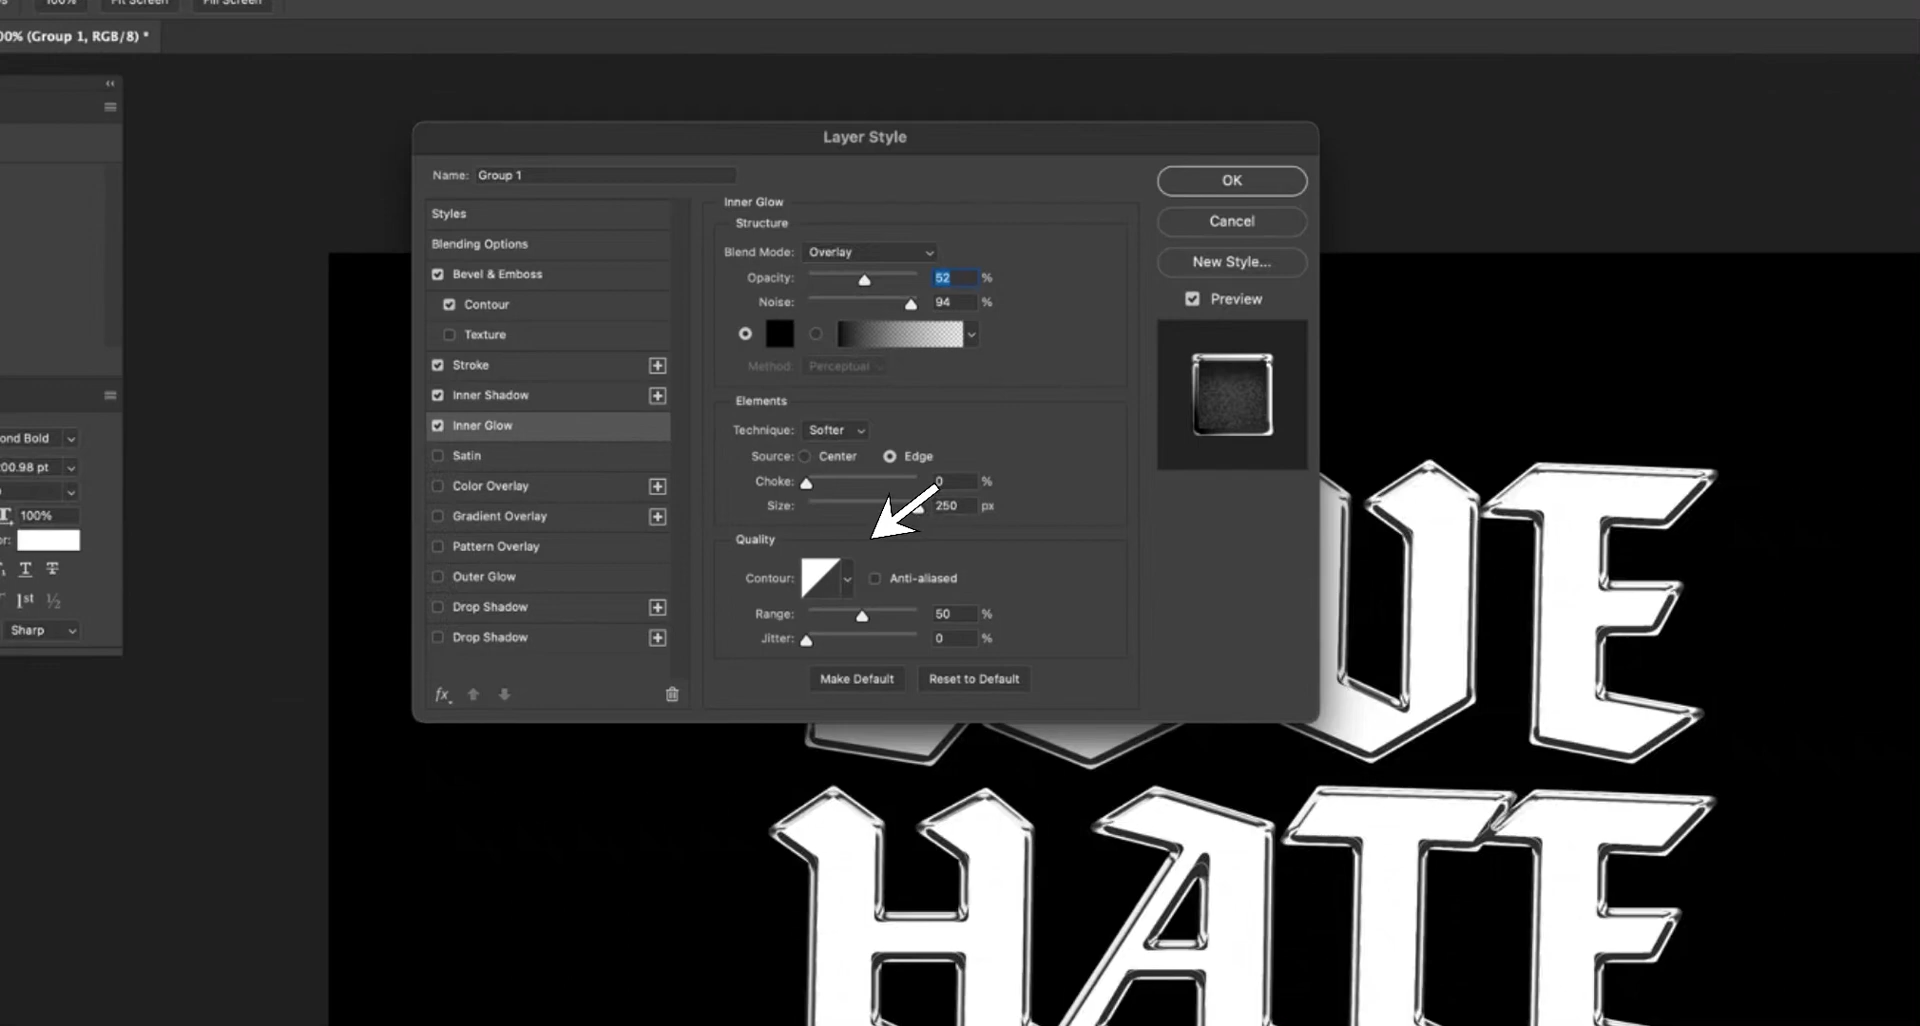 100%
Fit Screen
Fill Screen
00% (Group 1, RGB/8) *
Layer Style
Name: Group 1
Styles
Blending Options
Bevel & Emboss
Contour
Texture
Stroke
Inner Shadow
Inner Glow
Satin
Color Overlay
Gradient Overlay
Pattern Overlay
Outer Glow
Drop Shadow
Drop Shadow
fx
Inner Glow
Structure
Blend Mode: Overlay
Opacity: 52 %
Noise: 94 %
Method: Perceptual
Elements
Technique: Softer
Source: Center Edge
Choke: 0 %
Size: 250 px
Quality
Contour: Anti-aliased
Range: 50 %
Jitter: 0 %
Make Default Reset to Default
OK
Cancel
New Style...
Preview
ond Bold
00.98 pt
100%
or:
T T
1st ½
Sharp
UE
HATE